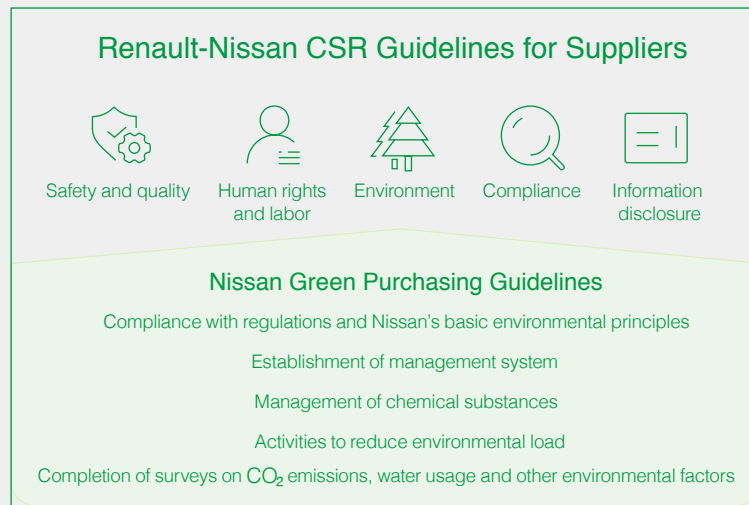 Renault-Nissan CSR Guidelines for Suppliers
Safety and quality
Human rights
and labor
Environment
Compliance
Information
disclosure
Nissan Green Purchasing Guidelines
Compliance with regulations and Nissan’s basic environmental principles
Establishment of management system
Management of chemical substances
Activities to reduce environmental load
Completion of surveys on CO₂ emissions, water usage and other environmental factors